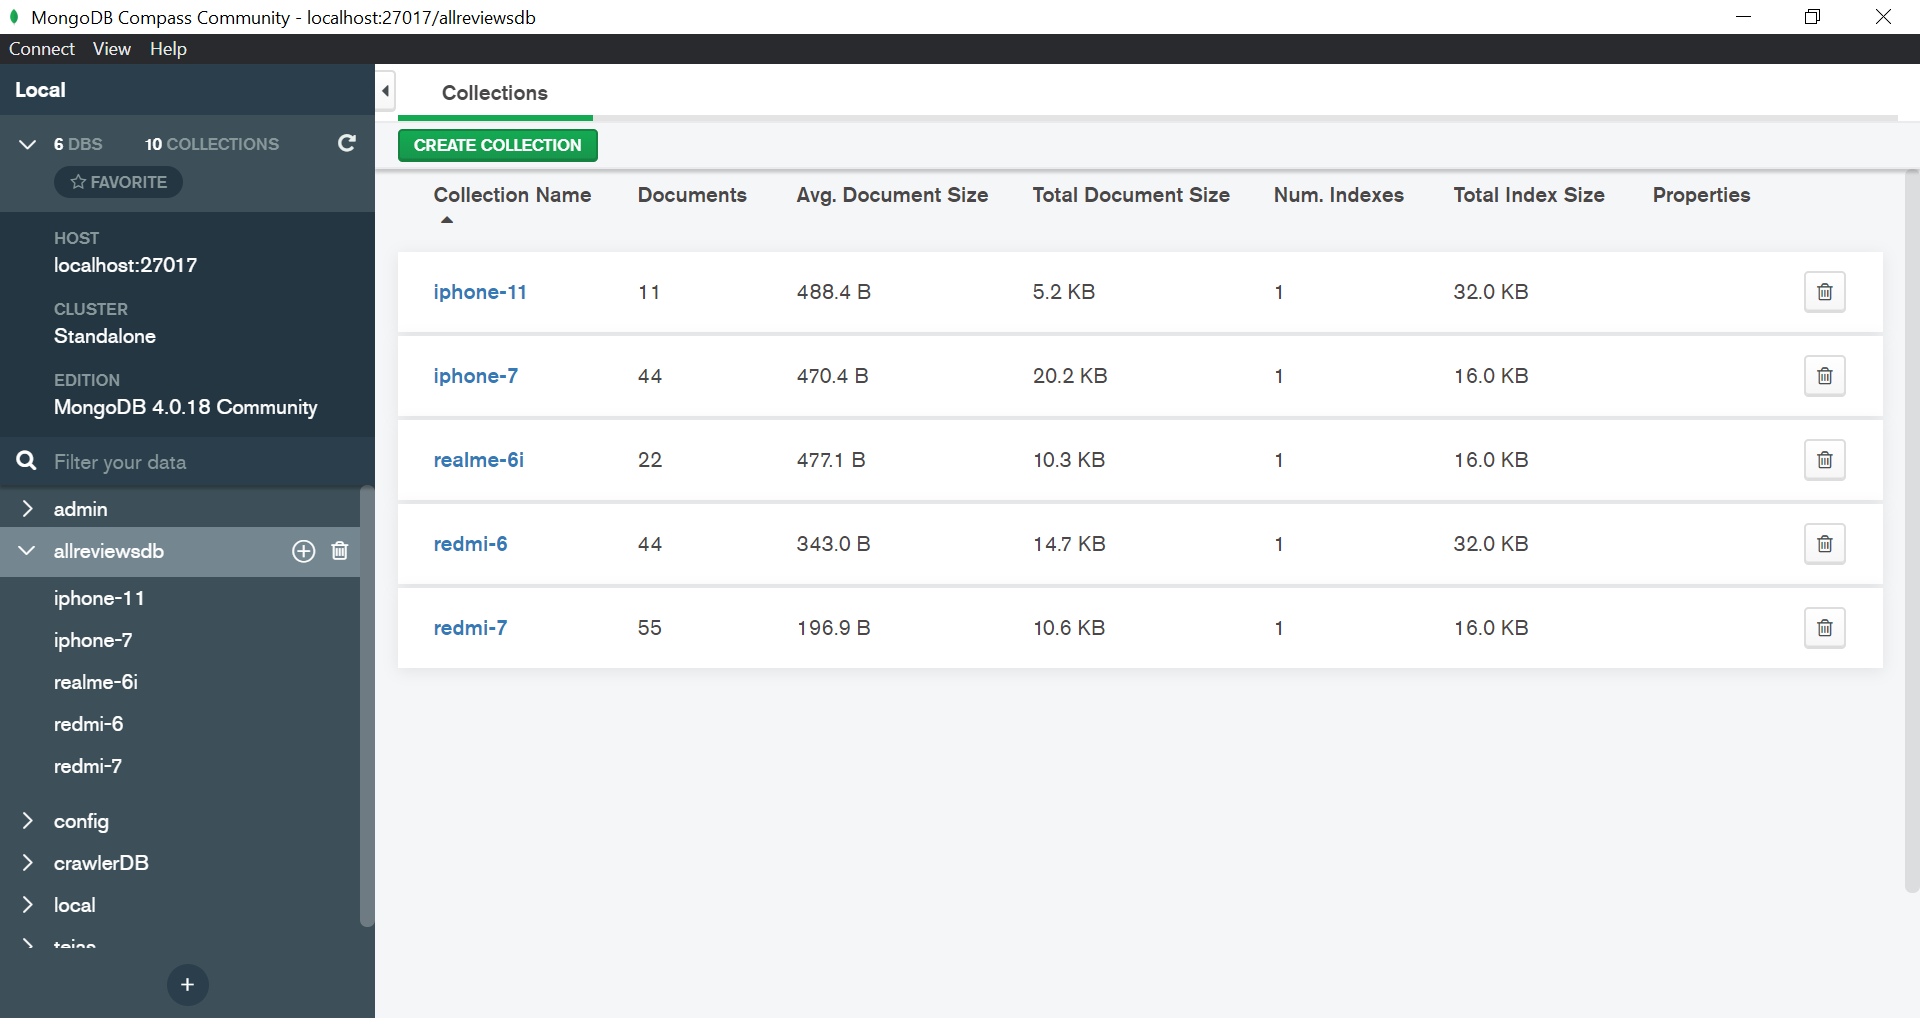 MongoDB Compass Community - localhost:27017/allreviewsdb
Connect View Help
Local
6 DBS 10 COLLECTIONS
FAVORITE
HOST
localhost:27017
CLUSTER
Standalone
EDITION
MongoDB 4.0.18 Community
Filter your data
admin
allreviewsdb
iphone-11
iphone-7
realme-6i
redmi-6
redmi-7
config
crawlerDB
local
Collections
CREATE COLLECTION
Collection Name Documents Avg. Document Size Total Document Size Num. Indexes Total Index Size Properties
iphone-11 11 488.4 B 5.2 KB 1 32.0 KB
iphone-7 44 470.4 B 20.2 KB 1 16.0 KB
realme-6i 22 477.1 B 10.3 KB 1 16.0 KB
redmi-6 44 343.0 B 14.7 KB 1 32.0 KB
redmi-7 55 196.9 B 10.6 KB 1 16.0 KB